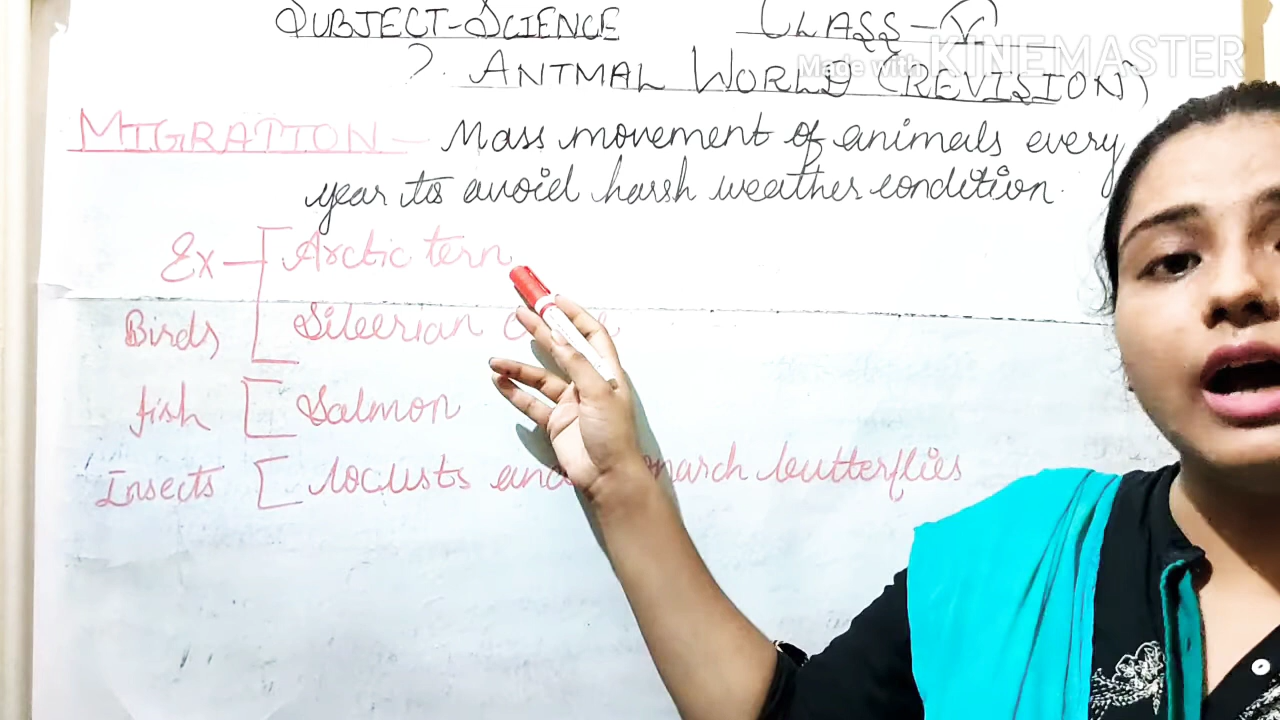 SUBJECT-SCIENCE CLASS-V
?. ANIMAL WORLD (REVISION)
Made with KINEMASTER
MIGRATION - Mass movement of animals every
year to avoid harsh weather condition.
Ex - Arctic tern
Birds Siberian
fish Salmon
Insects locusts and butterflies